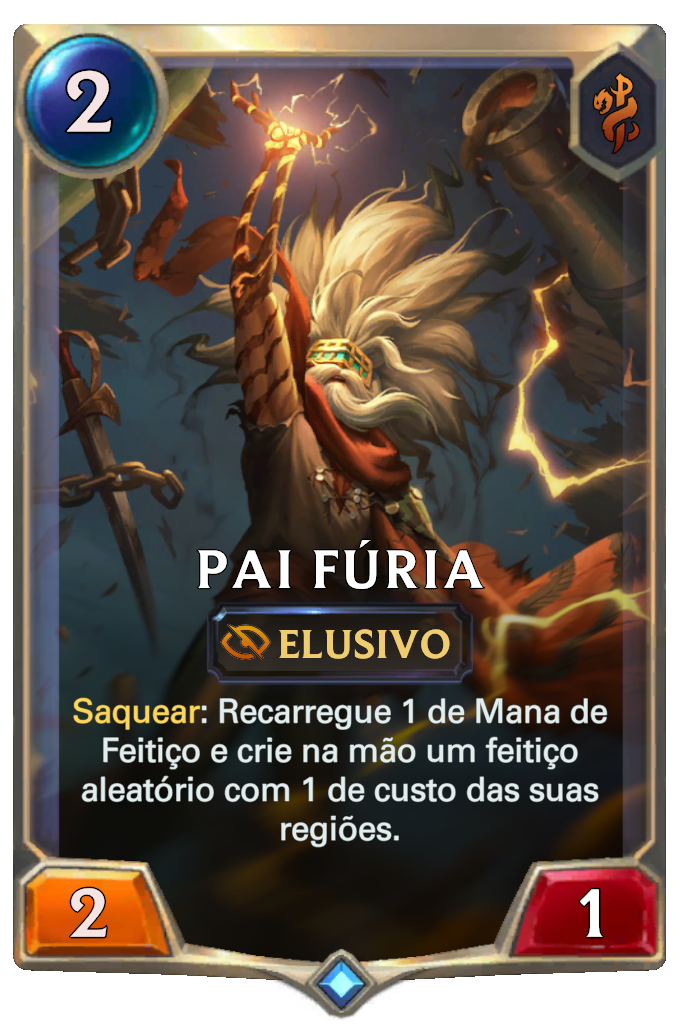 2
PAI FÚRIA
ELUSIVO
Saquear: Recarregue 1 de Mana de
Feitiço e crie na mão um feitiço
aleatório com 1 de custo das suas
regiões.
2
1